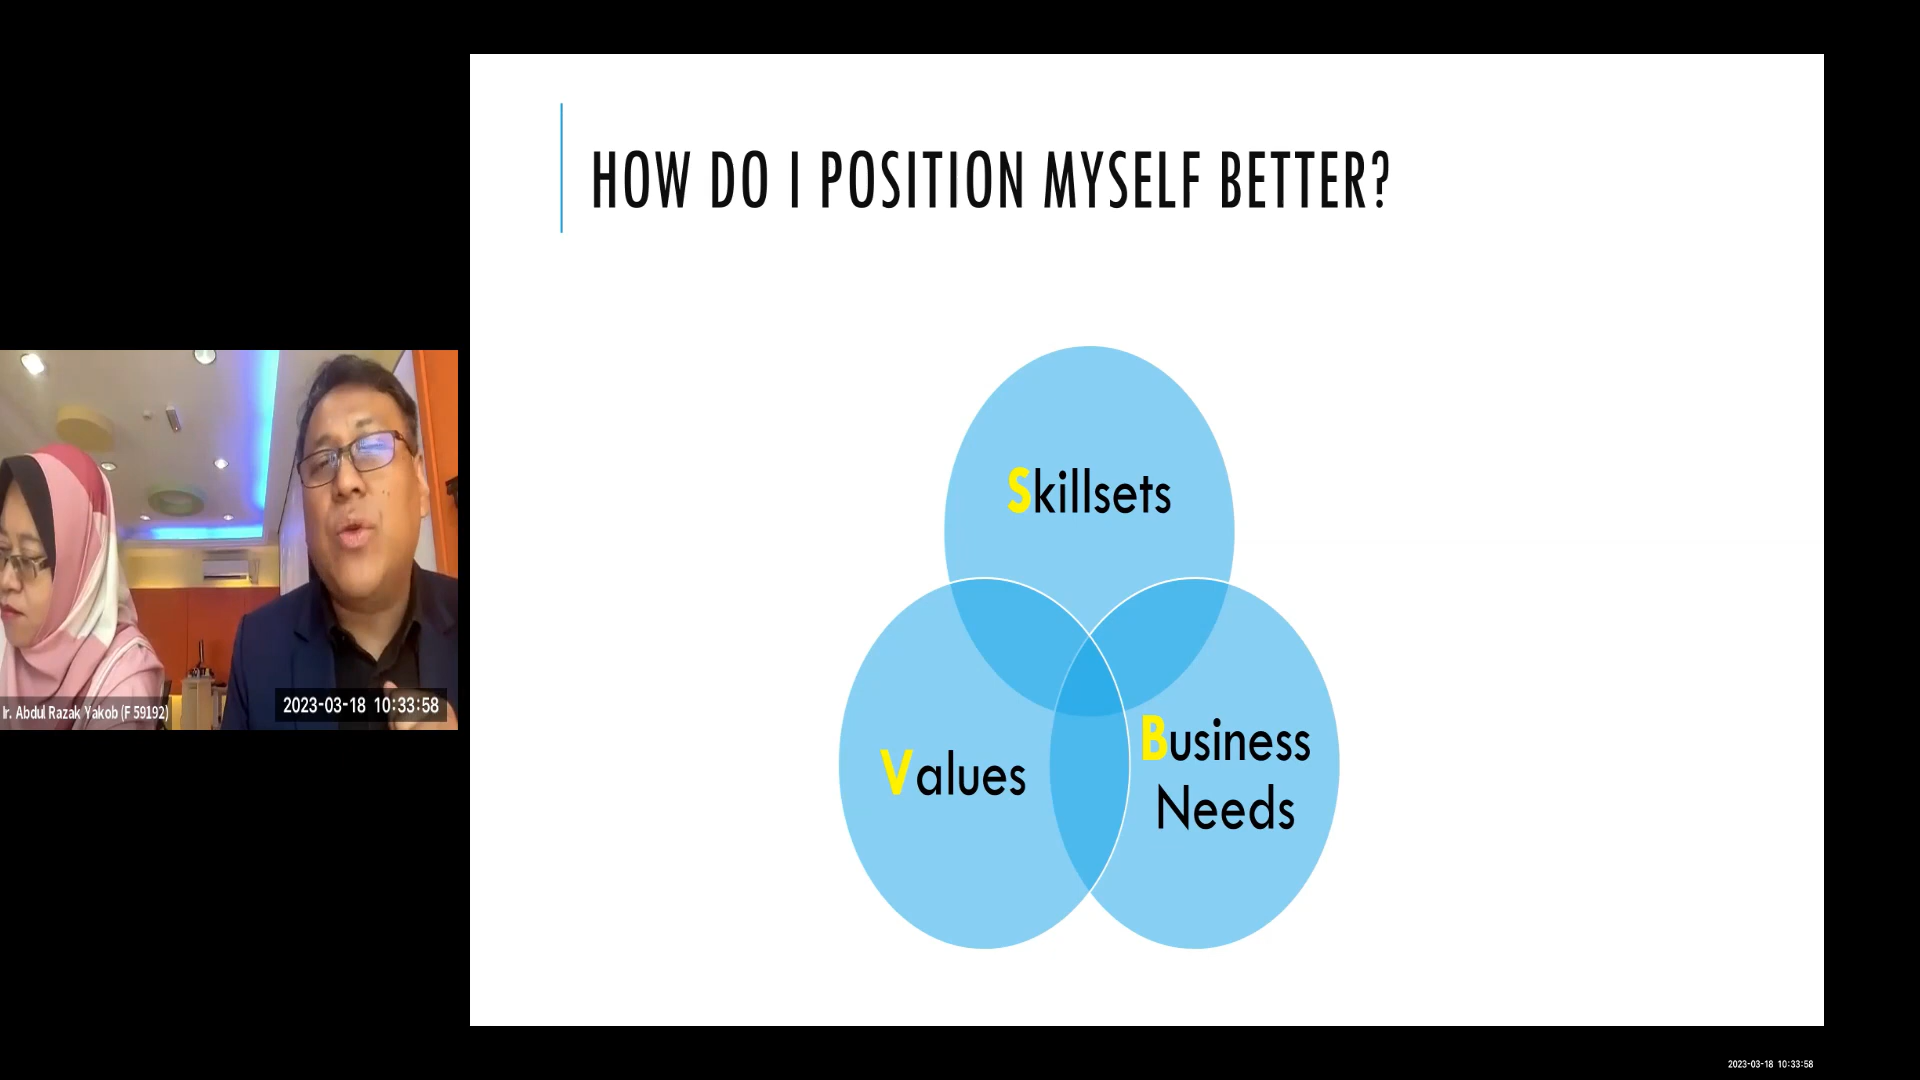 HOW DO I POSITION MYSELF BETTER?
Skillsets
Values
Business
Needs
Ir. Abdul Razak Yakob (F 59192)
2023-03-18 10:33:58
2023-03-18 10:33:58